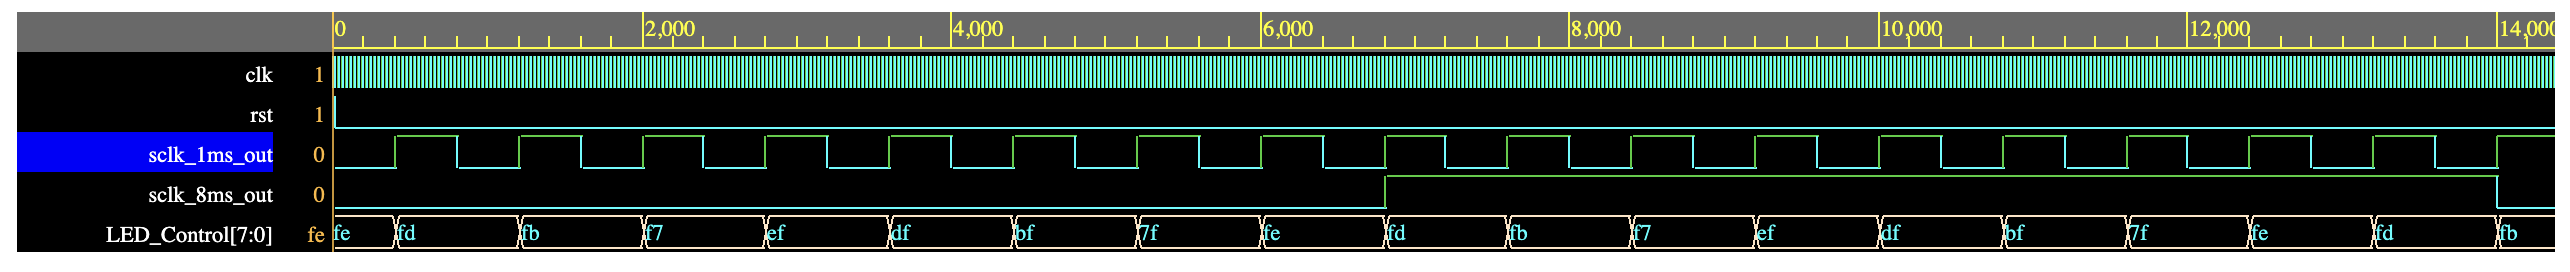 0 2,000 4,000 6,000 8,000 10,000 12,000 14,000
clk 1
rst 1
sclk_1ms_out 0
sclk_8ms_out 0
LED_Control[7:0] fe fe fd fb f7 ef df bf 7f fe fd fb f7 ef df bf 7f fe fd fb